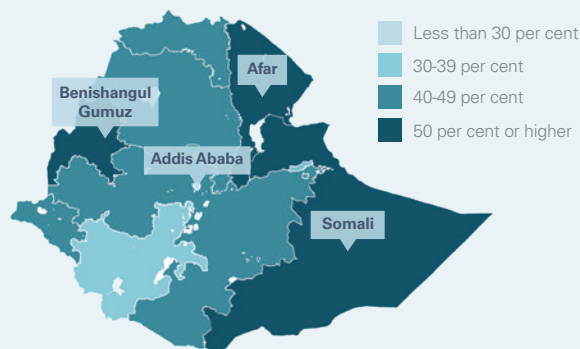 Less than 30 per cent
30-39 per cent
40-49 per cent
50 per cent or higher
Afar
Benishangul
Gumuz
Addis Ababa
Somali